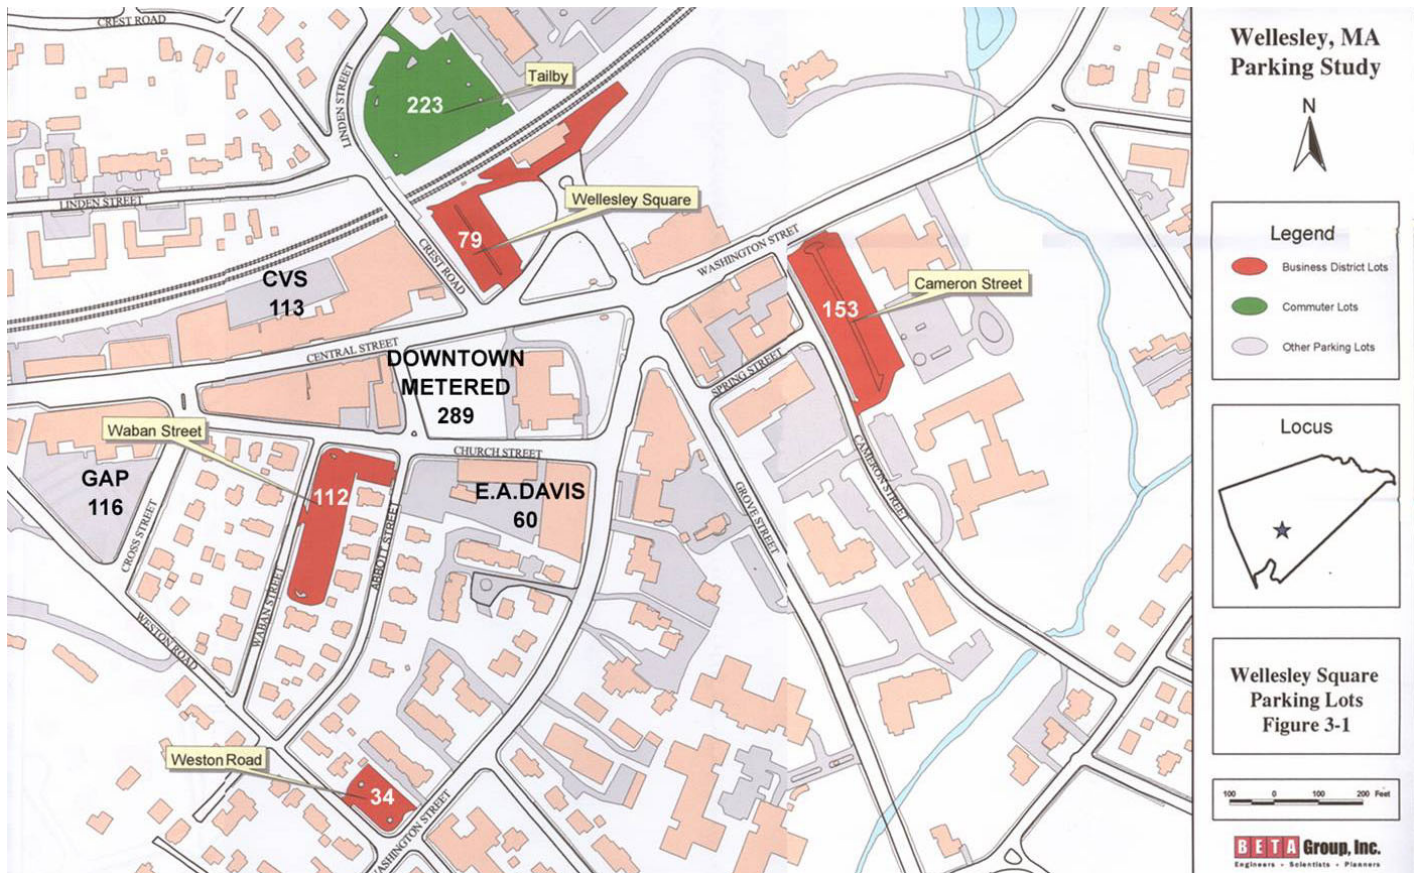 CREST ROAD
LINDEN STREET
Tailby
223
Wellesley Square
79
LINDEN STREET
CREST ROAD
WASHINGTON STREET
CVS
113
Cameron Street
153
CENTRAL STREET
DOWNTOWN
METERED
289
SPRING STREET
Waban Street
CHURCH STREET
GAP
116
112
E.A.DAVIS
60
CAMERON STREET
GROVE STREET
CROSS STREET
ABBOTT STREET
WABAN STREET
WESTON ROAD
Weston Road
34
WASHINGTON STREET
Wellesley, MA
Parking Study
N
Legend
Business District Lots
Commuter Lots
Other Parking Lots
Locus
Wellesley Square
Parking Lots
Figure 3-1
100 0 100 200 Feet
BETA Group, Inc.
Engineers • Scientists • Planners